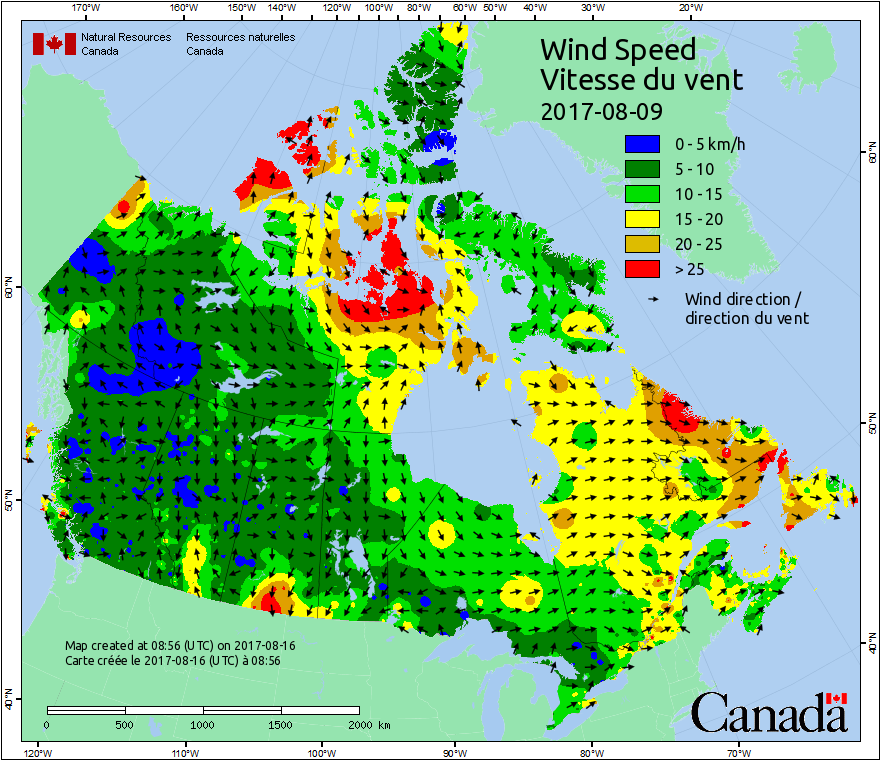 170°W 160°W 150°W 140°W 120°W 100°W 80°W 60°W 50°W 40°W 30°W 20°W
Natural Resources Ressources naturelles
Canada Canada
Wind Speed
Vitesse du vent
2017-08-09
0 - 5 km/h
5 - 10
10 - 15
15 - 20
20 - 25
> 25
Wind direction /
direction du vent
60°N
50°N
40°N
60°N
50°N
40°N
Map created at 08:56 (UTC) on 2017-08-16
Carte créée le 2017-08-16 (UTC) à 08:56
0 500 1000 1500 2000 km
Canada
120°W 110°W 100°W 90°W 80°W 70°W